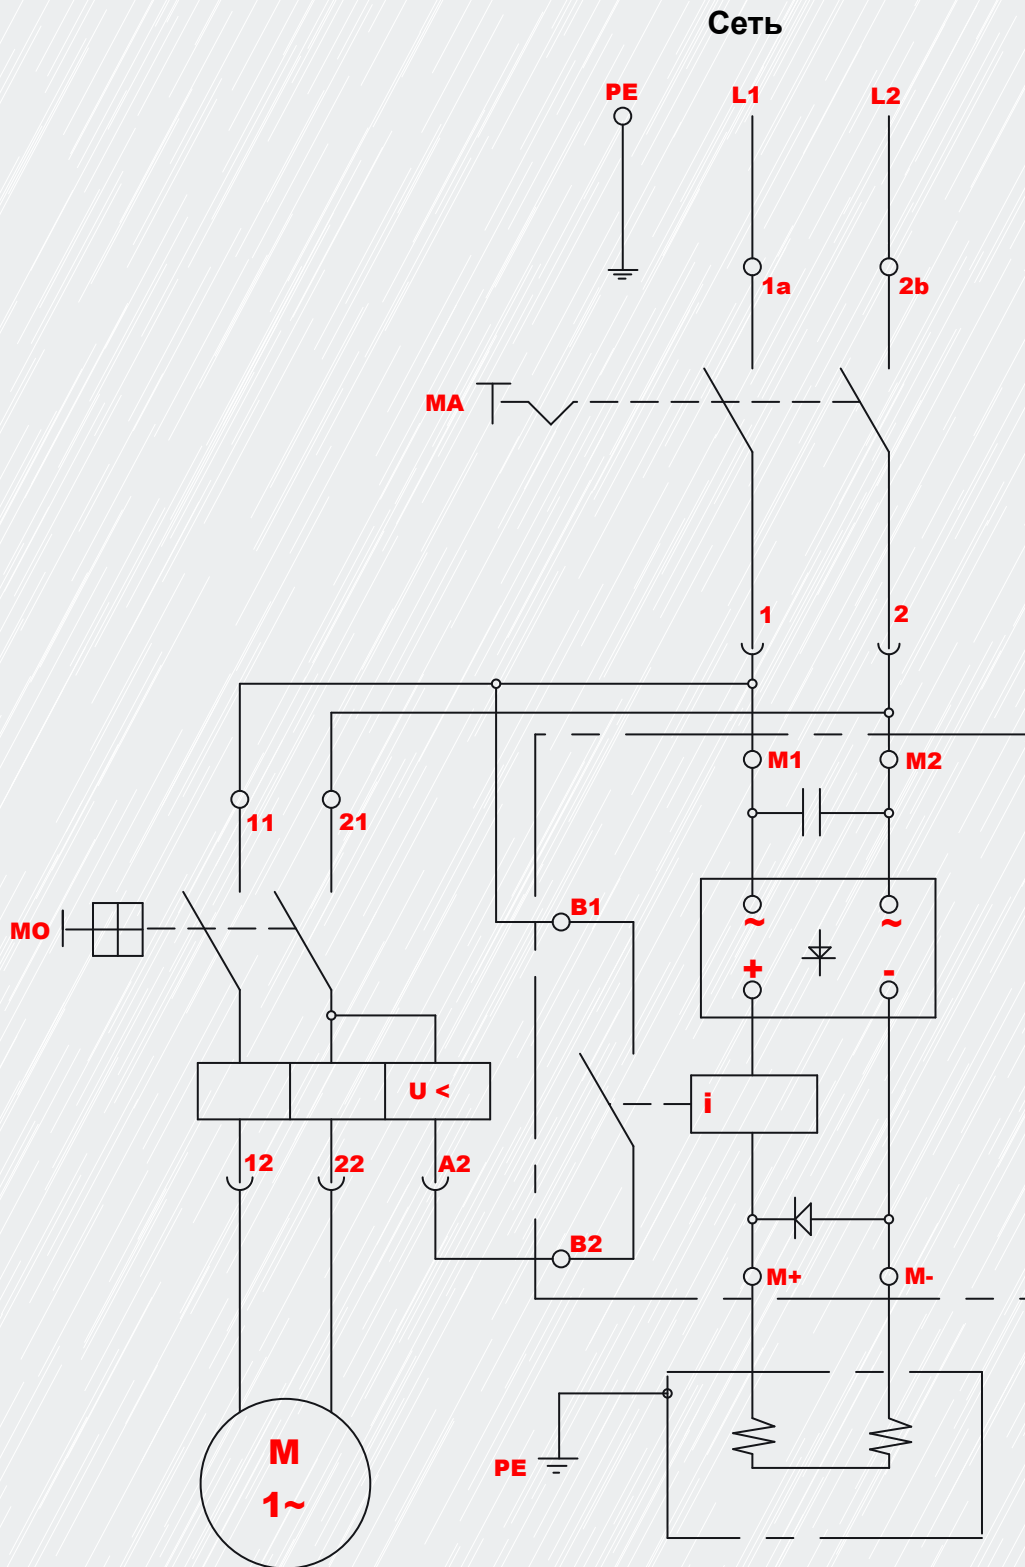 Сеть
PE L1 L2
1a 2b
MA
1 2
M1 M2
11 21
B1
MO
~ ~
+ -
U <
i
12 22 A2
B2
M+ M-
M
1~
PE